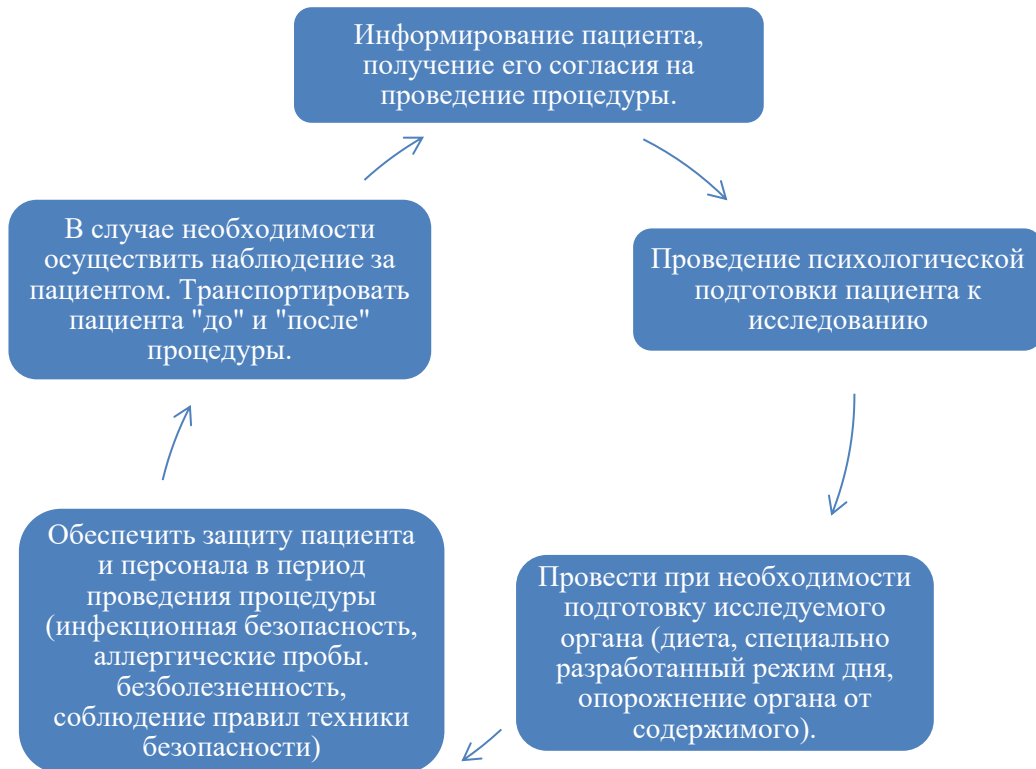 Информирование пациента,
получение его согласия на
проведение процедуры.
Проведение психологической
подготовки пациента к
исследованию
Провести при необходимости
подготовку исследуемого
органа (диета, специально
разработанный режим дня,
опорожнение органа от
содержимого).
Обеспечить защиту пациента
и персонала в период
проведения процедуры
(инфекционная безопасность,
аллергические пробы.
безболезненность,
соблюдение правил техники
безопасности)
В случае необходимости
осуществить наблюдение за
пациентом. Транспортировать
пациента "до" и "после"
процедуры.